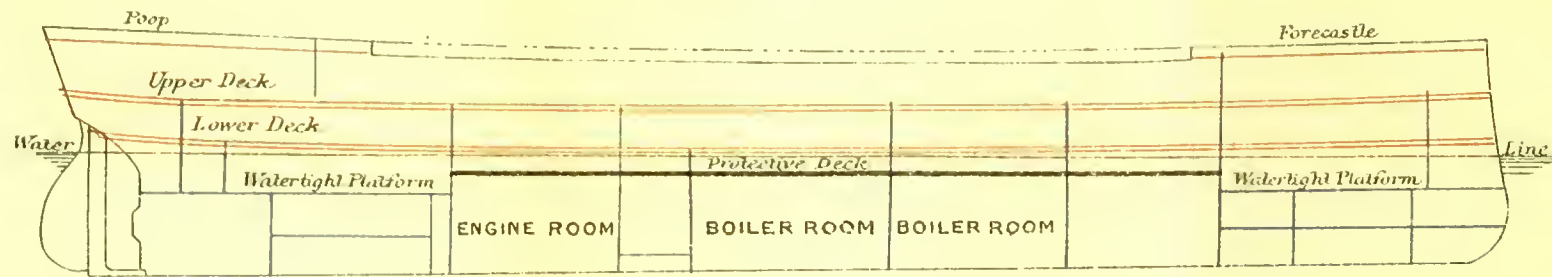 Poop
Forecastle
Upper Deck
Lower Deck
Water
Line
Protective Deck
Watertight Platform
Watertight Platform
ENGINE ROOM
BOILER ROOM
BOILER ROOM